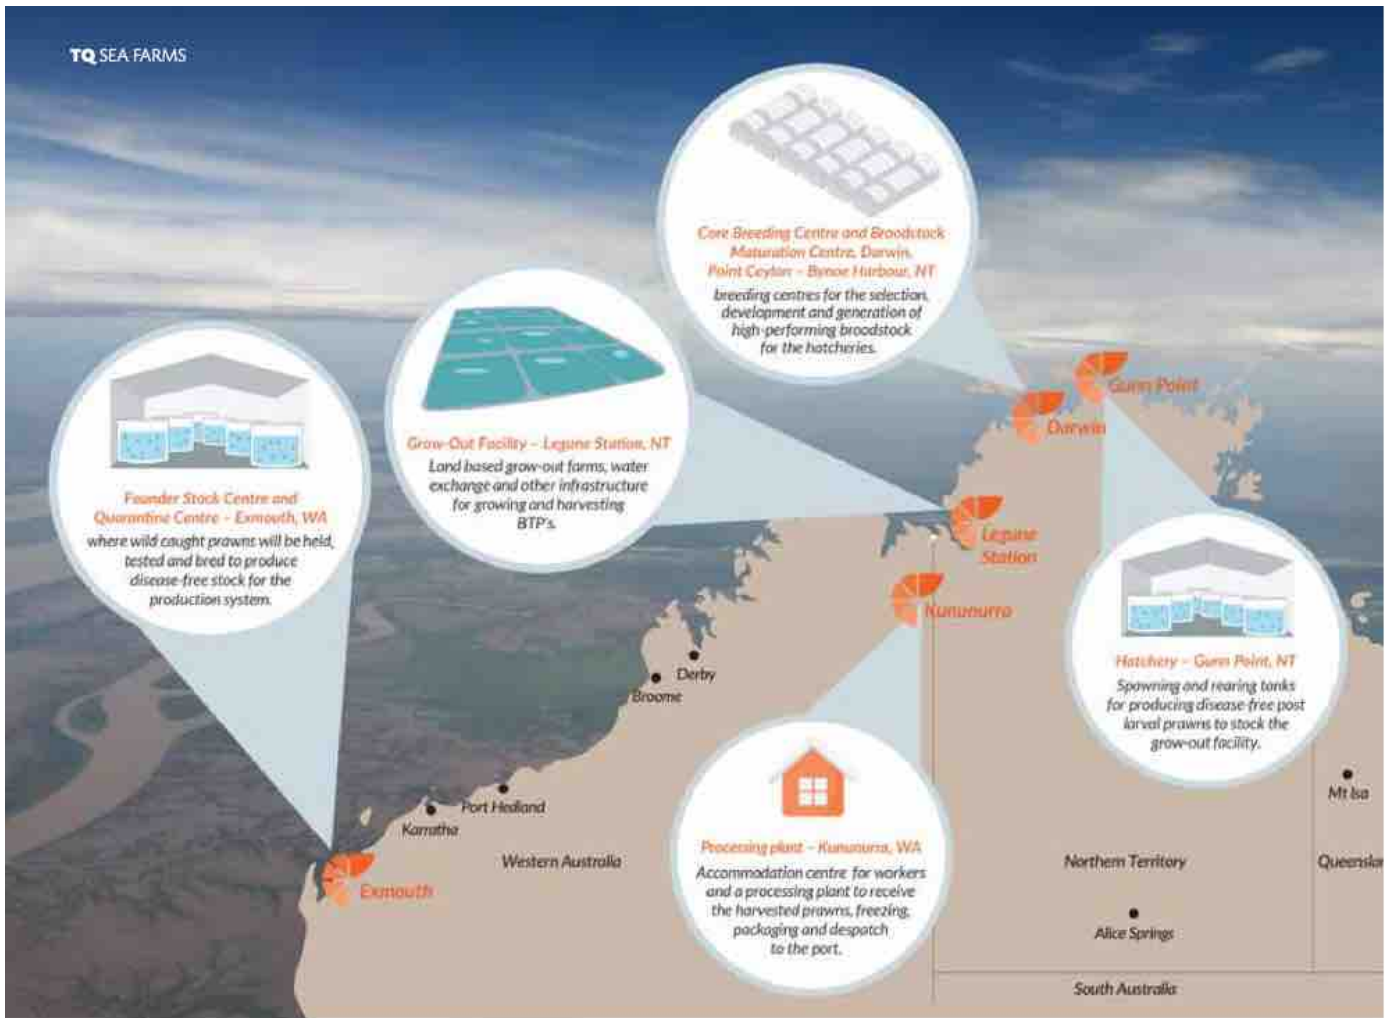 TQ SEA FARMS
Core Breeding Centre and Broodstock
Maturation Centre, Darwin,
Point Ceylon – Bynoe Harbour, NT
breeding centres for the selection,
development and generation of
high-performing broodstock
for the hatcheries.
Grow-Out Facility – Legune Station, NT
Land based grow-out farms, water
exchange and other infrastructure
for growing and harvesting
BTP's.
Founder Stock Centre and
Quarantine Centre – Exmouth, WA
where wild caught prawns will be held,
tested and bred to produce
disease-free stock for the
production system.
Gunn Point
Darwin
Legune
Station
Kununurra
Derby
Broome
Hatchery – Gunn Point, NT
Spawning and rearing tanks
for producing disease-free post
larval prawns to stock the
grow-out facility.
Port Hedland
Karratha
Exmouth
Western Australia
Processing plant – Kununurra, WA
Accommodation centre for workers
and a processing plant to receive
the harvested prawns, freezing,
packaging and despatch
to the port.
Mt Isa
Northern Territory
Queenslan
Alice Springs
South Australia